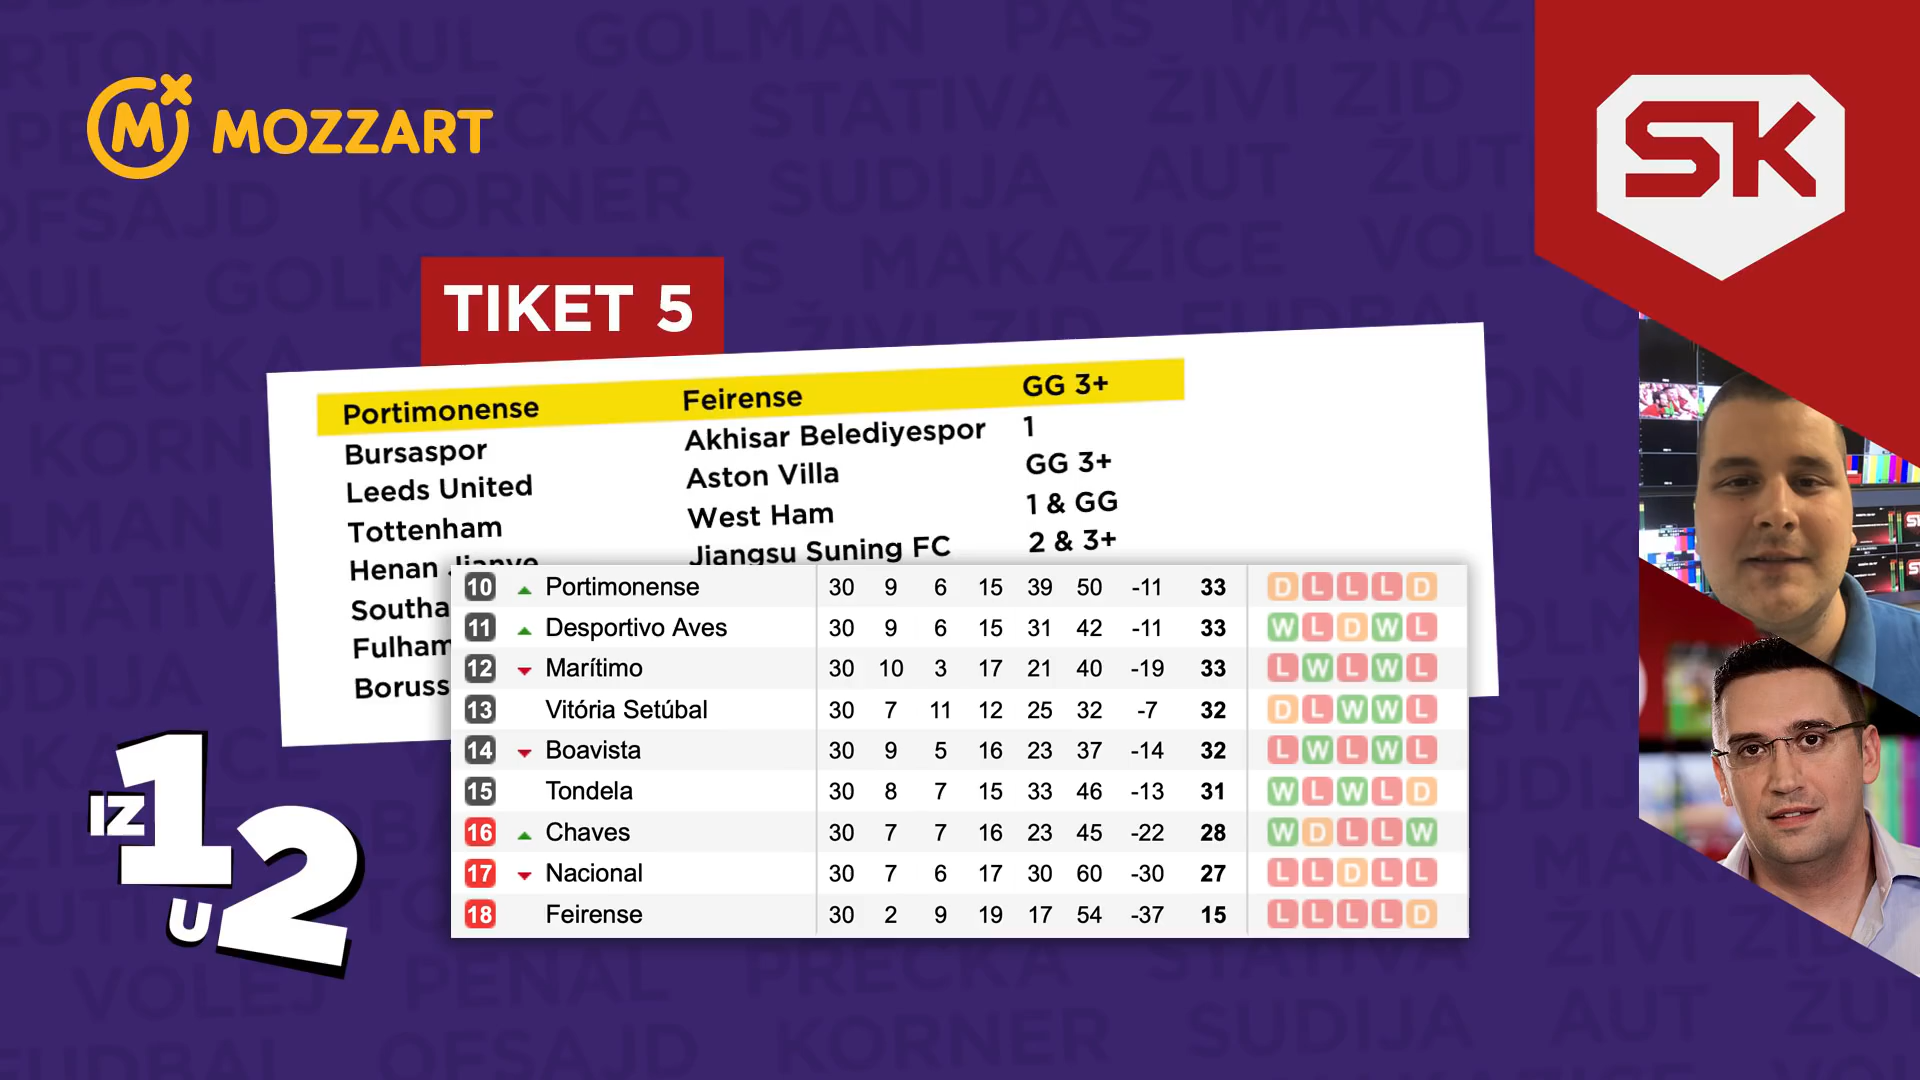 MOZZART
SK
TIKET 5
Portimonense Feirense GG 3+
Bursaspor Akhisar Belediyespor 1
Leeds United Aston Villa GG 3+
Tottenham West Ham 1 & GG
Henan Jiangsu Suning FC 2 & 3+
Fulham
10 Portimonense 30 9 6 15 39 50 -11 33 D L L L D
11 Desportivo Aves 30 9 6 15 31 42 -11 33 W L D W L
12 Marítimo 30 10 3 17 21 40 -19 33 L W L W L
13 Vitória Setúbal 30 7 11 12 25 32 -7 32 D L W W L
14 Boavista 30 9 5 16 23 37 -14 32 L W L W L
15 Tondela 30 8 7 15 33 46 -13 31 W L W L D
16 Chaves 30 7 7 16 23 45 -22 28 W D L L W
17 Nacional 30 7 6 17 30 60 -30 27 L L D L L
18 Feirense 30 2 9 19 17 54 -37 15 L L L L D
IZ 1 U 2